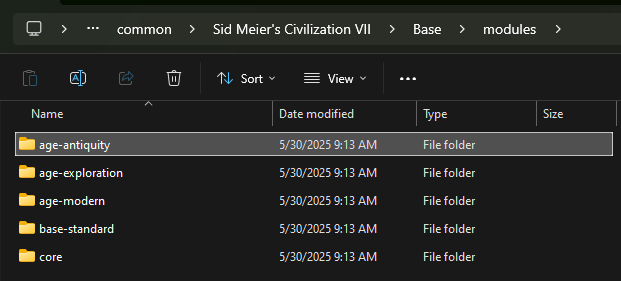 ··· common Sid Meier's Civilization VII Base modules
Sort View ···
Name Date modified Type Size
age-antiquity 5/30/2025 9:13 AM File folder
age-exploration 5/30/2025 9:13 AM File folder
age-modern 5/30/2025 9:13 AM File folder
base-standard 5/30/2025 9:13 AM File folder
core 5/30/2025 9:13 AM File folder